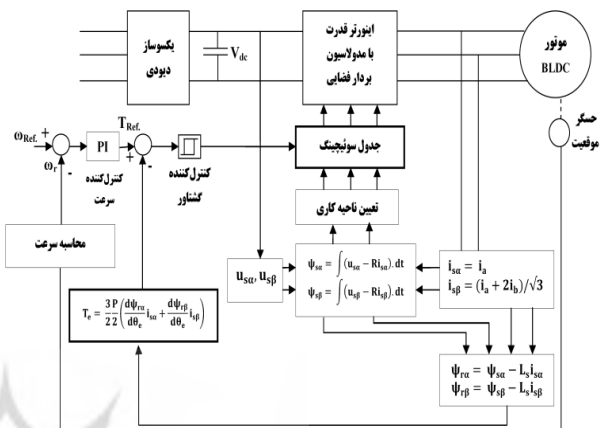 یکسوساز
دیودی
V_dc
اینورتر قدرت
با مدولاسیون
بردار فضایی
موتور
BLDC
حسگر
موقعیت
ω_Ref. +
ω_r
-
PI
کنترل‌کننده
سرعت
T_Ref.
+
-
کنترل‌کننده
گشتاور
جدول سوئیچینگ
تعیین ناحیه کاری
محاسبه سرعت
u_sα, u_sβ
ψ_sα = ∫(u_sα − Ri_sα).dt
ψ_sβ = ∫(u_sβ − Ri_sβ).dt
i_sα = i_a
i_sβ = (i_a + 2i_b)/√3
T_e = 3/2 P/2 (dψ_rα/dθ_e i_sα + dψ_rβ/dθ_e i_sβ)
ψ_rα = ψ_sα − L_s i_sα
ψ_rβ = ψ_sβ − L_s i_sβ